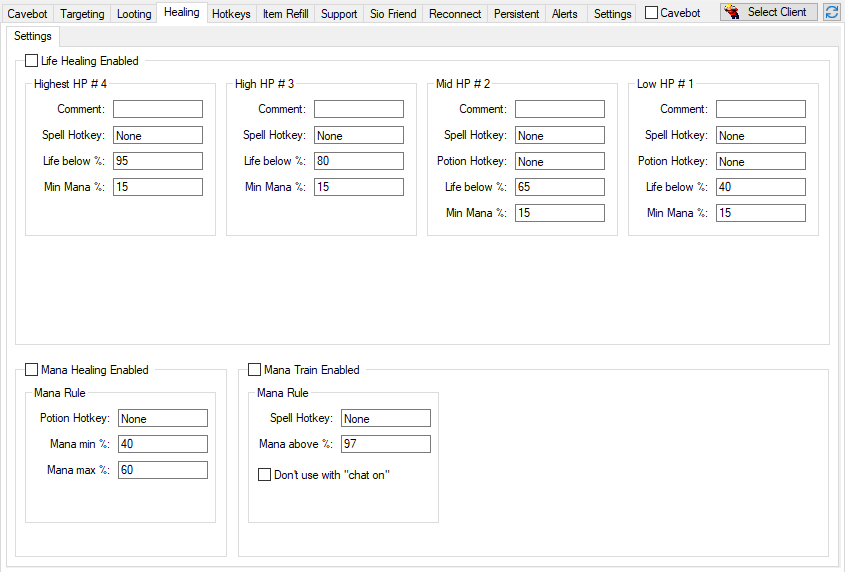 Cavebot Targeting Looting Healing Hotkeys Item Refill Support Sio Friend Reconnect Persistent Alerts Settings Cavebot Select Client
Settings
Life Healing Enabled
Highest HP # 4 High HP # 3 Mid HP # 2 Low HP # 1
Comment: Comment: Comment: Comment:
Spell Hotkey: None Spell Hotkey: None Spell Hotkey: None Spell Hotkey: None
Life below %: 95 Life below %: 80 Potion Hotkey: None Potion Hotkey: None
Min Mana %: 15 Min Mana %: 15 Life below %: 65 Life below %: 40
Min Mana %: 15 Min Mana %: 15
Mana Healing Enabled Mana Train Enabled
Mana Rule Mana Rule
Potion Hotkey: None Spell Hotkey: None
Mana min %: 40 Mana above %: 97
Mana max %: 60 Don't use with "chat on"